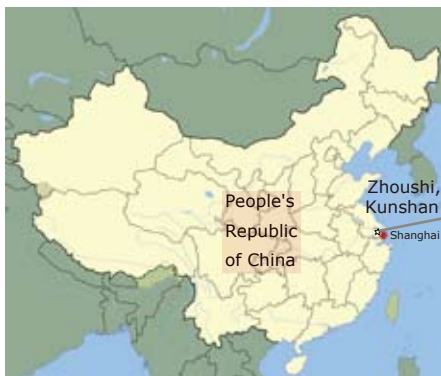 People's
Republic
of China
Zhoushi,
Kunshan
Shanghai